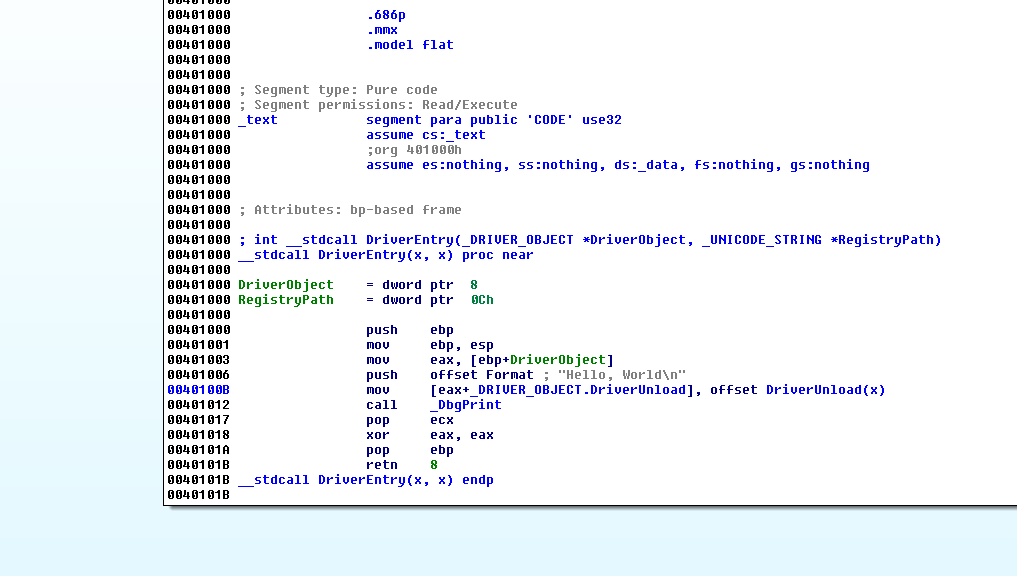 00401000
00401000 .686p
00401000 .mmx
00401000 .model flat
00401000
00401000
00401000 ; Segment type: Pure code
00401000 ; Segment permissions: Read/Execute
00401000 _text segment para public 'CODE' use32
00401000 assume cs:_text
00401000 ;org 401000h
00401000 assume es:nothing, ss:nothing, ds:_data, fs:nothing, gs:nothing
00401000
00401000
00401000 ; Attributes: bp-based frame
00401000
00401000 ; int __stdcall DriverEntry(_DRIVER_OBJECT *DriverObject, _UNICODE_STRING *RegistryPath)
00401000 __stdcall DriverEntry(x, x) proc near
00401000
00401000 DriverObject = dword ptr 8
00401000 RegistryPath = dword ptr 0Ch
00401000
00401000 push ebp
00401001 mov ebp, esp
00401003 mov eax, [ebp+DriverObject]
00401006 push offset Format ; "Hello, World\n"
0040100B mov [eax+_DRIVER_OBJECT.DriverUnload], offset DriverUnload(x)
00401012 call _DbgPrint
00401017 pop ecx
00401018 xor eax, eax
0040101A pop ebp
0040101B retn 8
0040101B __stdcall DriverEntry(x, x) endp
0040101B